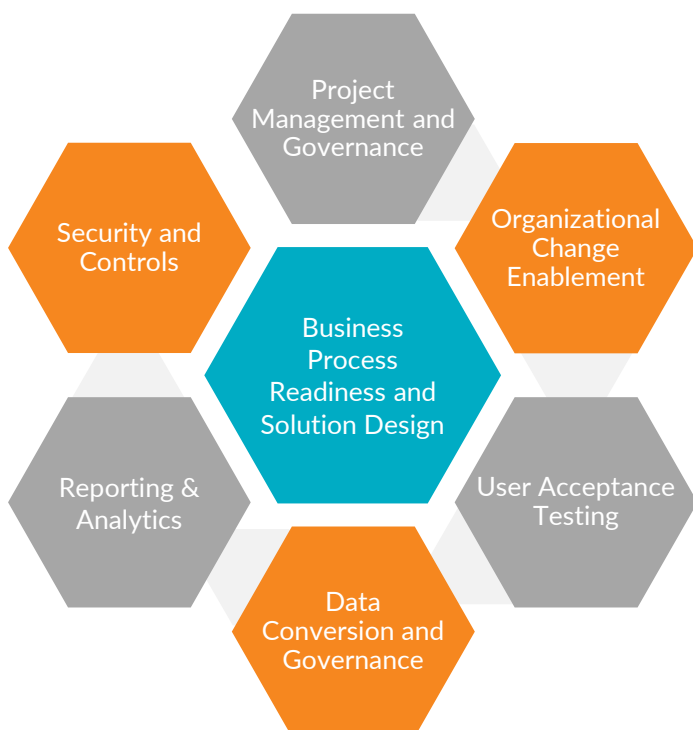 Project
Management and
Governance
Organizational
Change
Enablement
Security and
Controls
Business
Process
Readiness and
Solution Design
User Acceptance
Testing
Reporting &
Analytics
Data
Conversion and
Governance